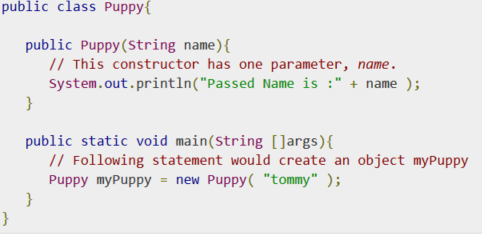 public class Puppy{
public Puppy(String name){
// This constructor has one parameter, name.
System.out.println("Passed Name is :" + name );
}
public static void main(String []args){
// Following statement would create an object myPuppy
Puppy myPuppy = new Puppy( "tommy" );
}
}